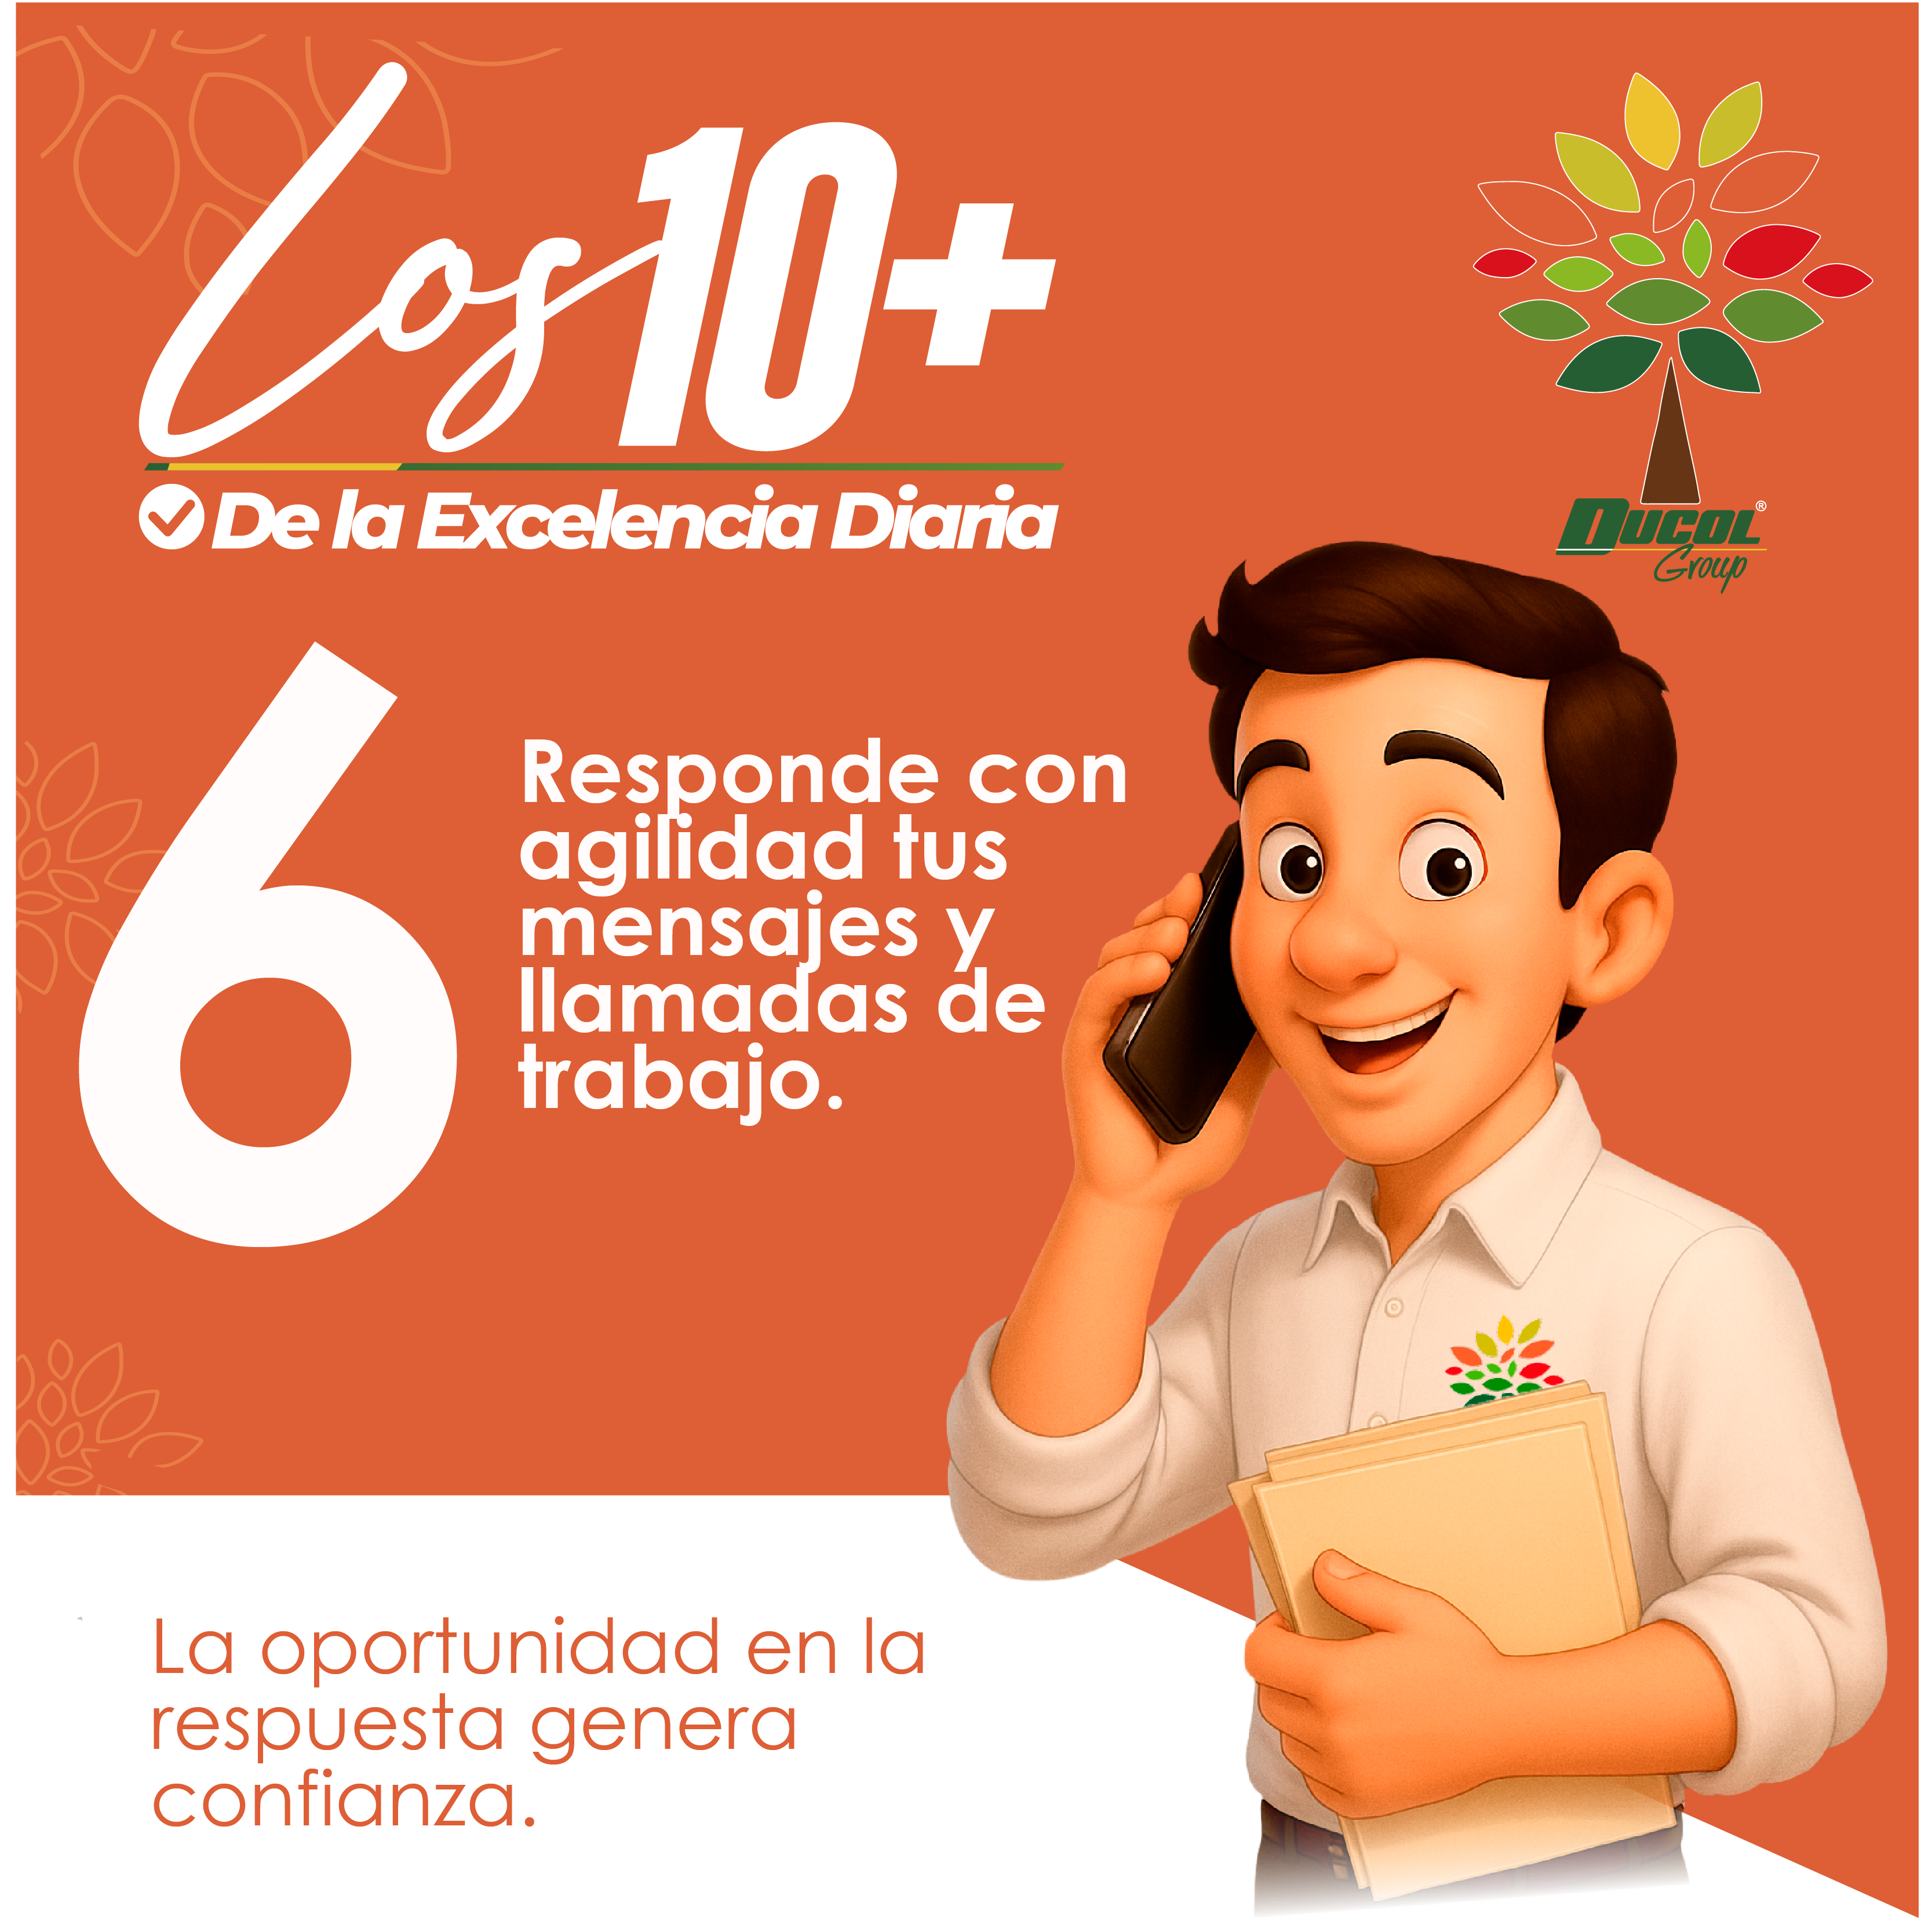 Los 10+
De la Excelencia Diaria
DUCOL®
Group
6
Responde con
agilidad tus
mensajes y
llamadas de
trabajo.
La oportunidad en la
respuesta genera
confianza.